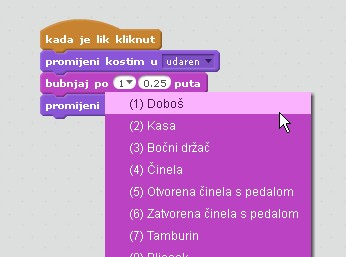 kada je lik kliknut
promijeni kostim u udaren
bubnjaj po 1 0.25 puta
promijeni
(1) Doboš
(2) Kasa
(3) Bočni držač
(4) Činela
(5) Otvorena činela s pedalom
(6) Zatvorena činela s pedalom
(7) Tamburin